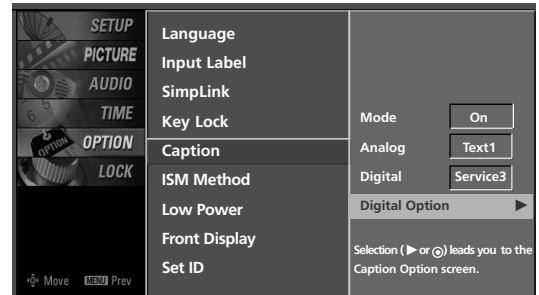 SETUP
PICTURE
AUDIO
TIME
OPTION
LOCK
Move MENU Prev
Language
Input Label
SimpLink
Key Lock
Caption
ISM Method
Low Power
Front Display
Set ID
Mode On
Analog Text1
Digital Service3
Digital Option ▶
Selection ( ▶ or ◉) leads you to the
Caption Option screen.